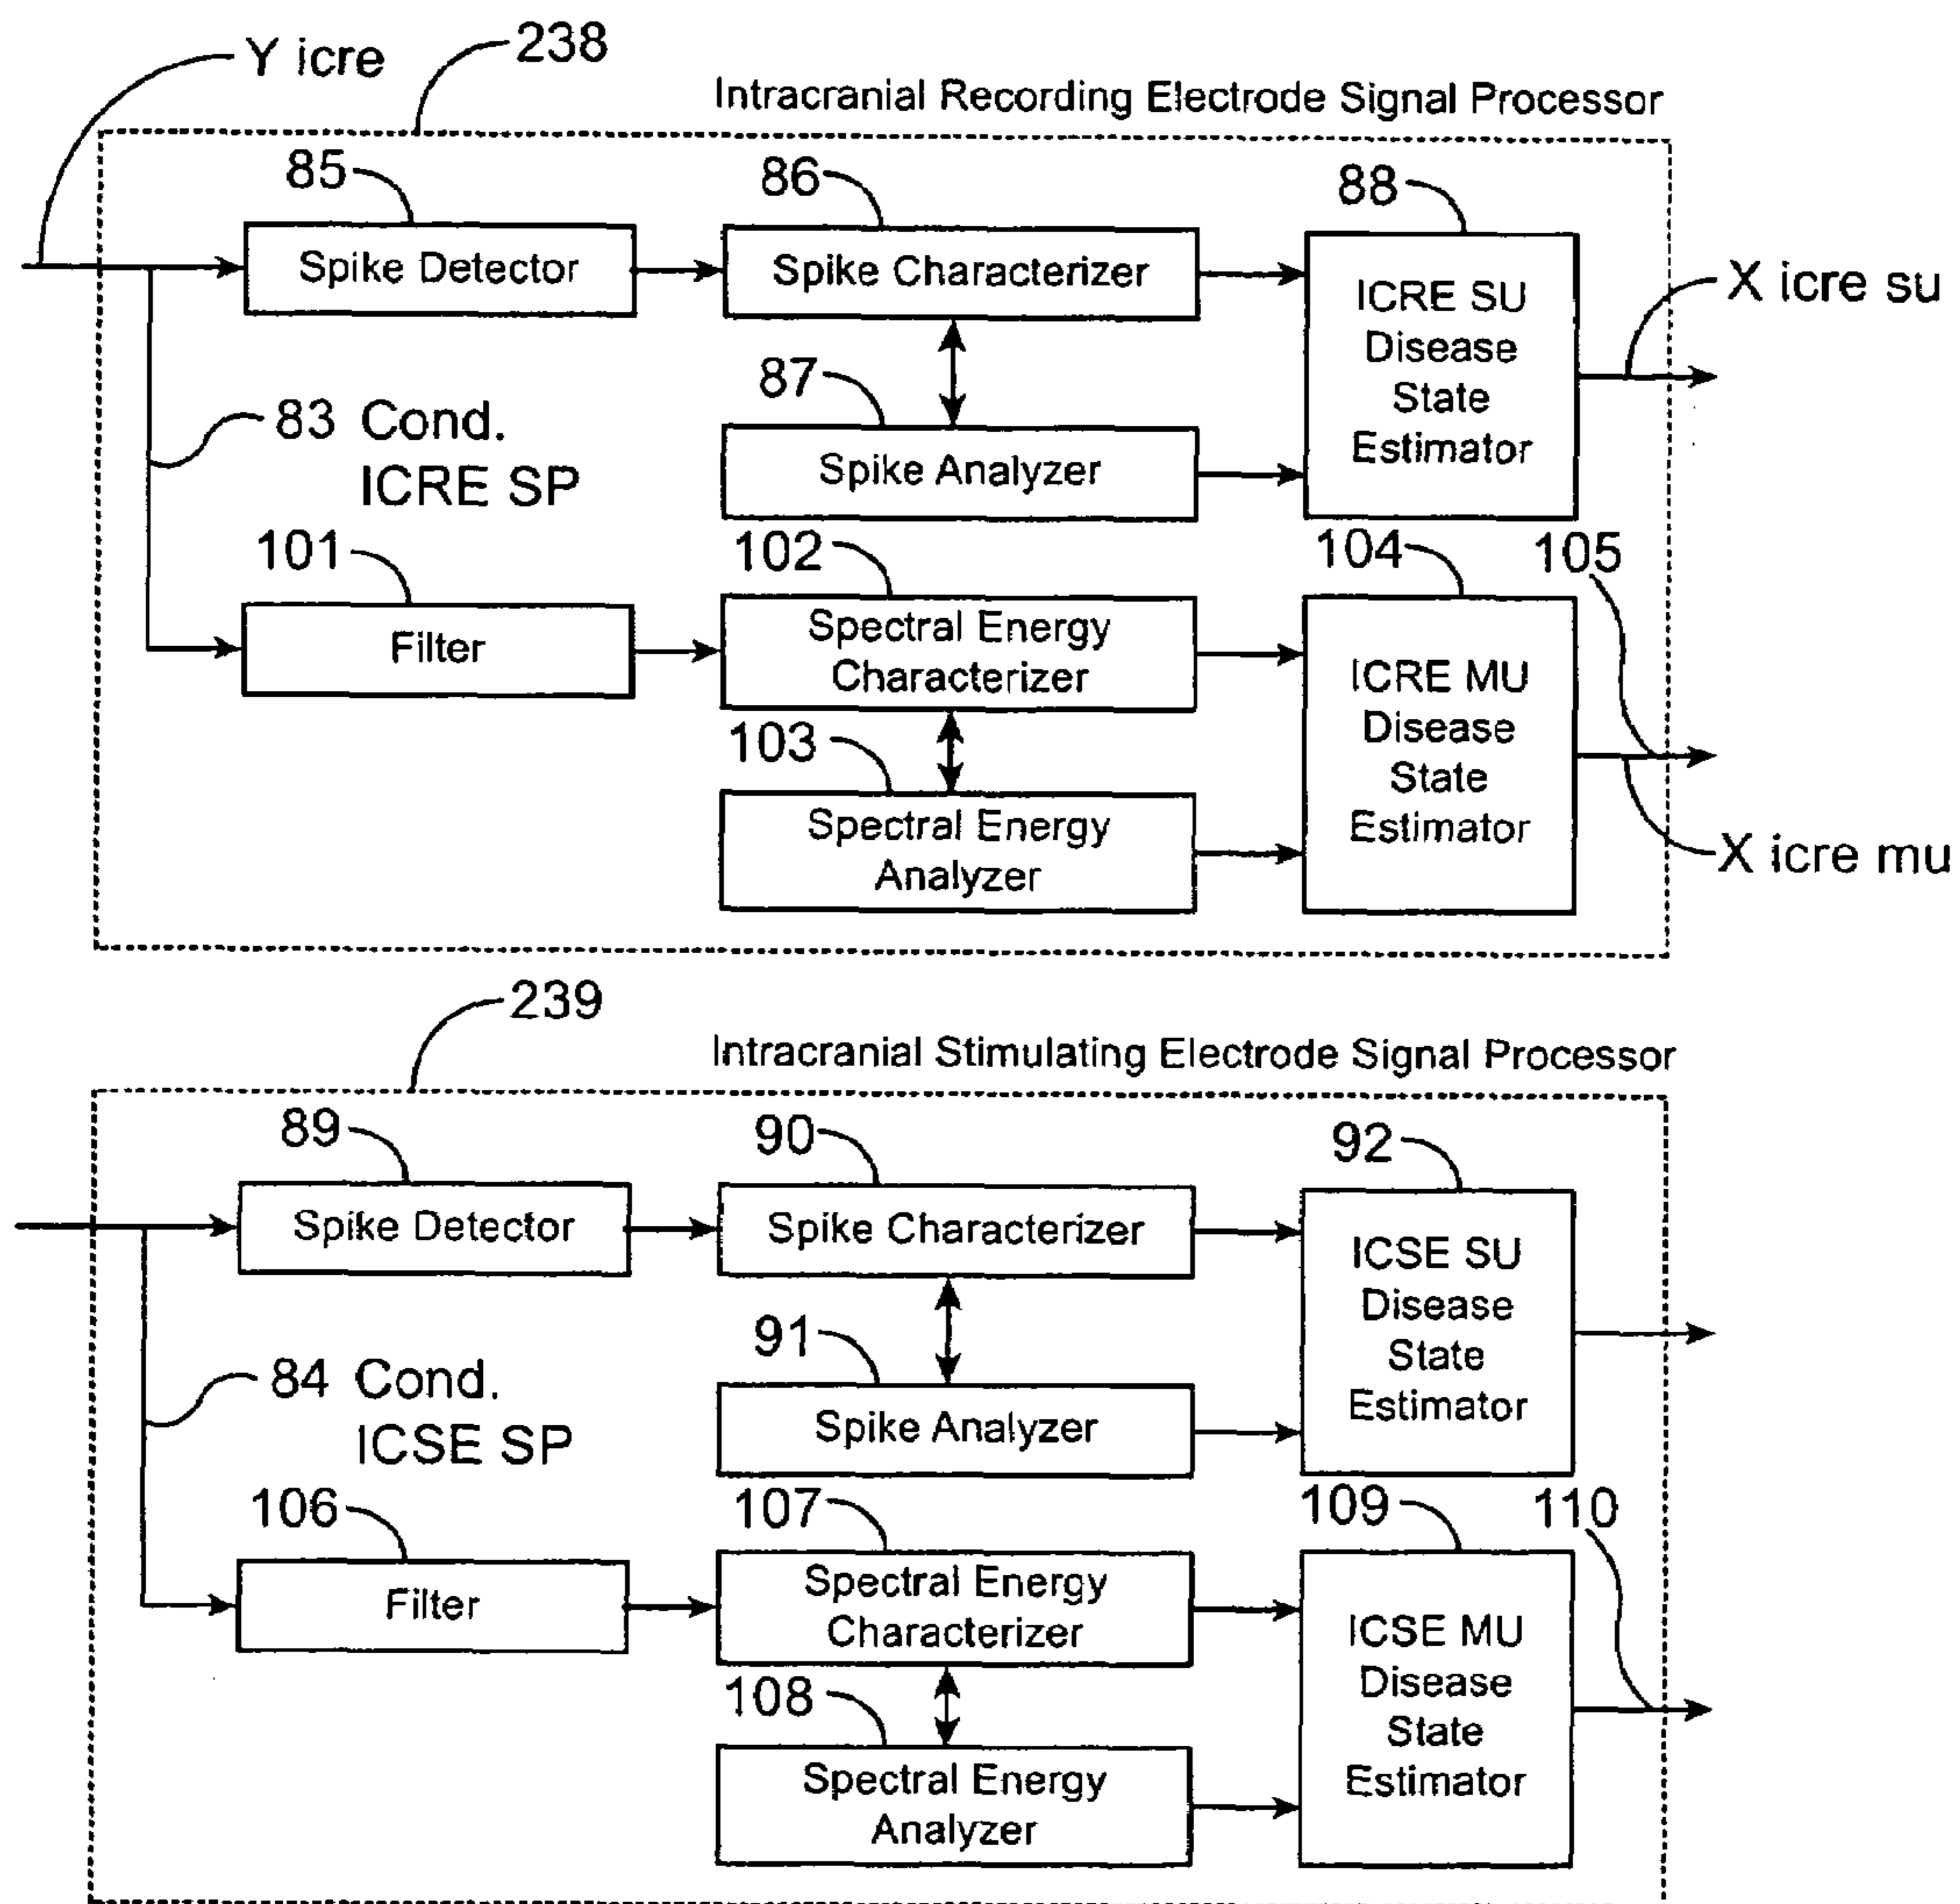 Y icre
238
Intracranial Recording Electrode Signal Processor
85
86
88
Spike Detector
Spike Characterizer
ICRE SU
Disease
State
Estimator
X icre su
87
Spike Analyzer
83 Cond.
ICRE SP
101
102
104
105
Filter
Spectral Energy
Characterizer
ICRE MU
Disease
State
Estimator
103
Spectral Energy
Analyzer
X icre mu
239
Intracranial Stimulating Electrode Signal Processor
89
90
92
Spike Detector
Spike Characterizer
ICSE SU
Disease
State
Estimator
91
Spike Analyzer
84 Cond.
ICSE SP
106
107
109
110
Filter
Spectral Energy
Characterizer
ICSE MU
Disease
State
Estimator
108
Spectral Energy
Analyzer